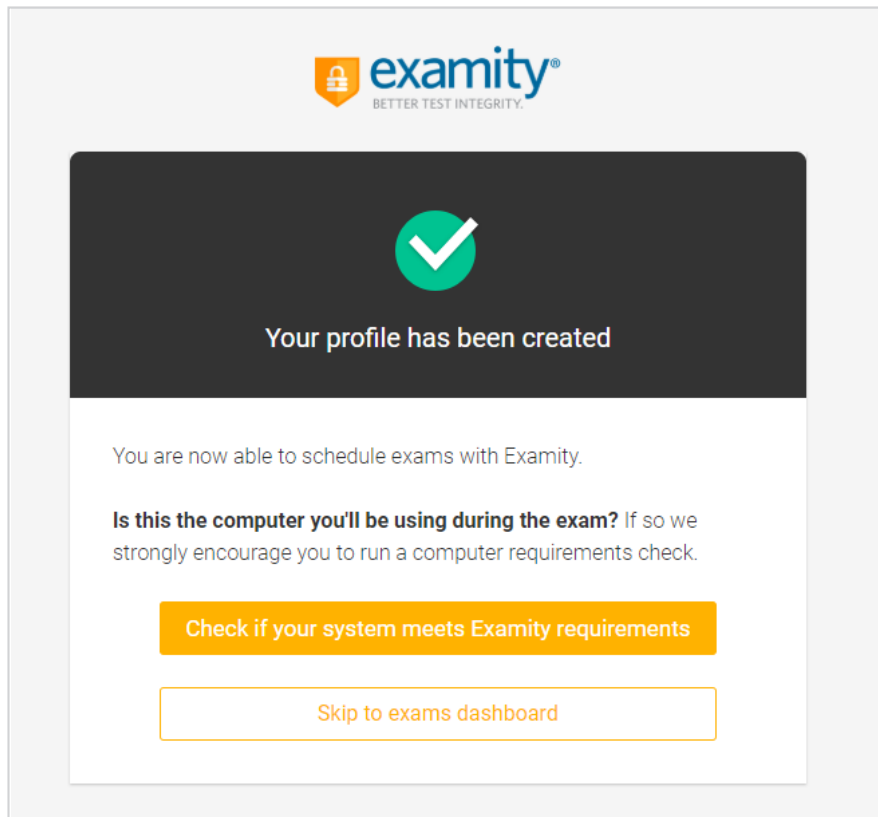 examity®
BETTER TEST INTEGRITY.
Your profile has been created
You are now able to schedule exams with Examity.
Is this the computer you'll be using during the exam? If so we
strongly encourage you to run a computer requirements check.
Check if your system meets Examity requirements
Skip to exams dashboard